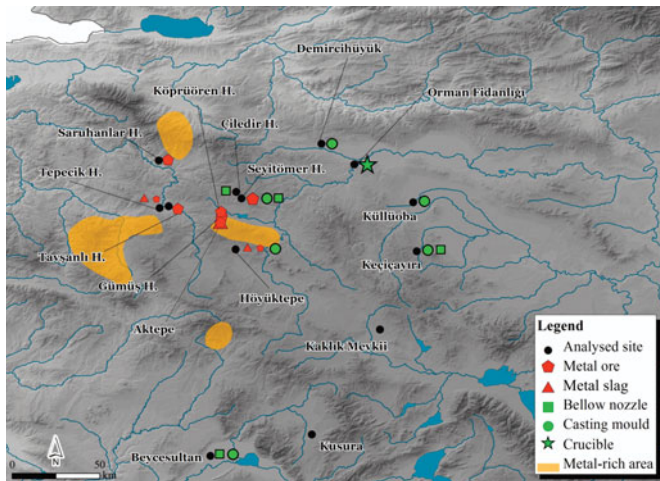 Demircihüyük
Köprüören H.
Orman Fidanlığı
Çiledir H.
Saruhanlar H.
Seyitömer H.
Tepecik H.
Küllüoba
Tavşanlı H.
Keçiçayırı
Gümüş H.
Höyüktepe
Aktepe
Kaklık Mevkii
Kusura
Beycesultan
N
0
50
km
Legend
Analysed site
Metal ore
Metal slag
Bellow nozzle
Casting mould
Crucible
Metal-rich area